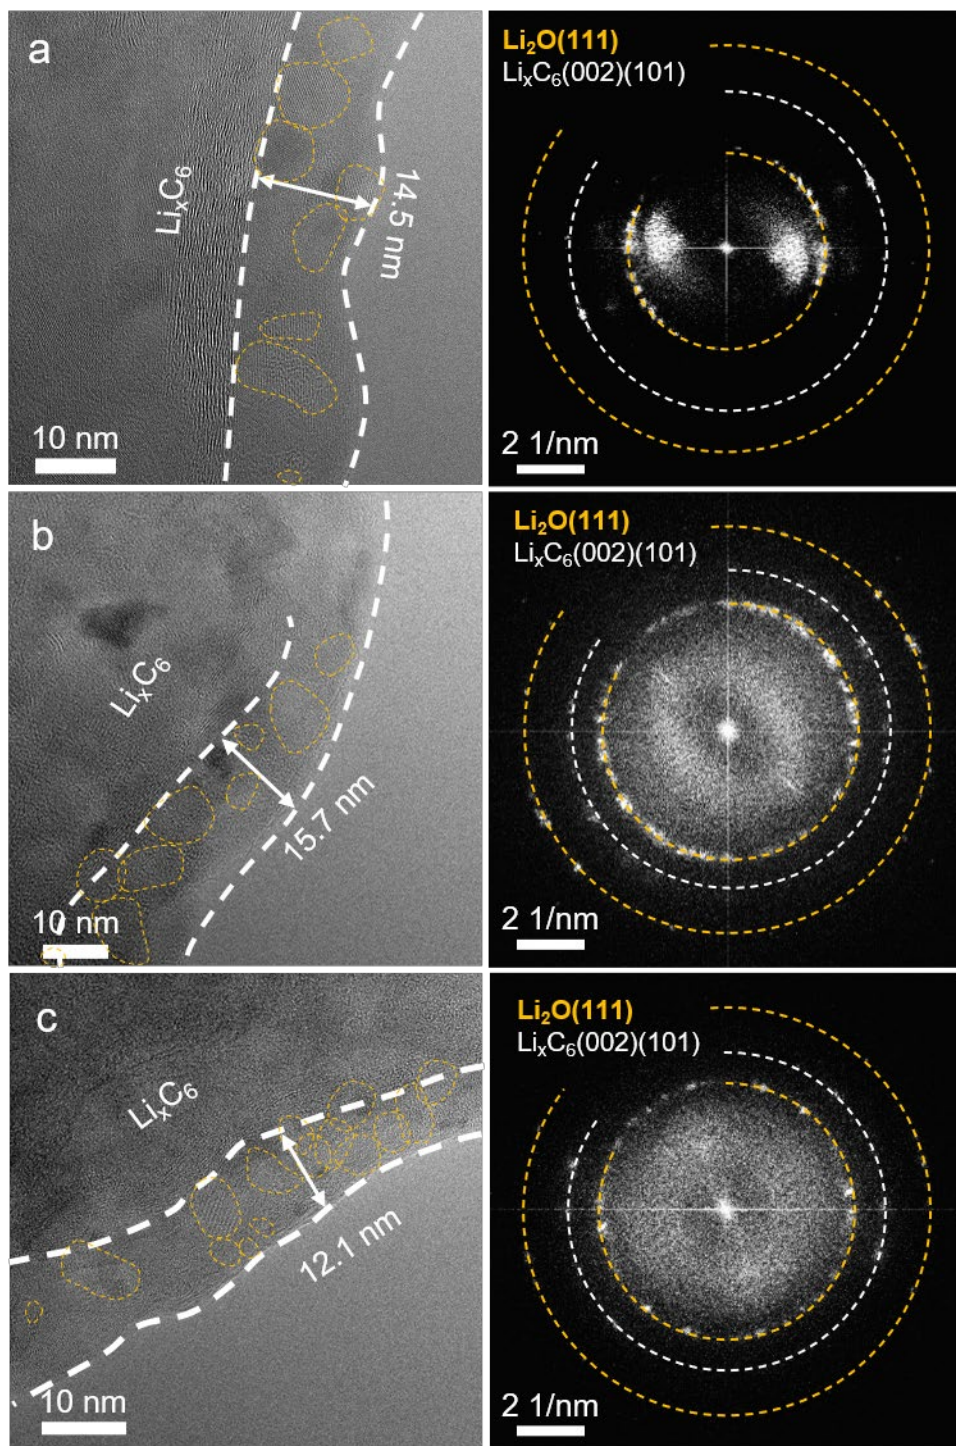 a
LiₓC₆
14.5 nm
10 nm
Li₂O(111)
LiₓC₆(002)(101)
2 1/nm
b
LiₓC₆
15.7 nm
10 nm
Li₂O(111)
LiₓC₆(002)(101)
2 1/nm
c
LiₓC₆
12.1 nm
10 nm
Li₂O(111)
LiₓC₆(002)(101)
2 1/nm